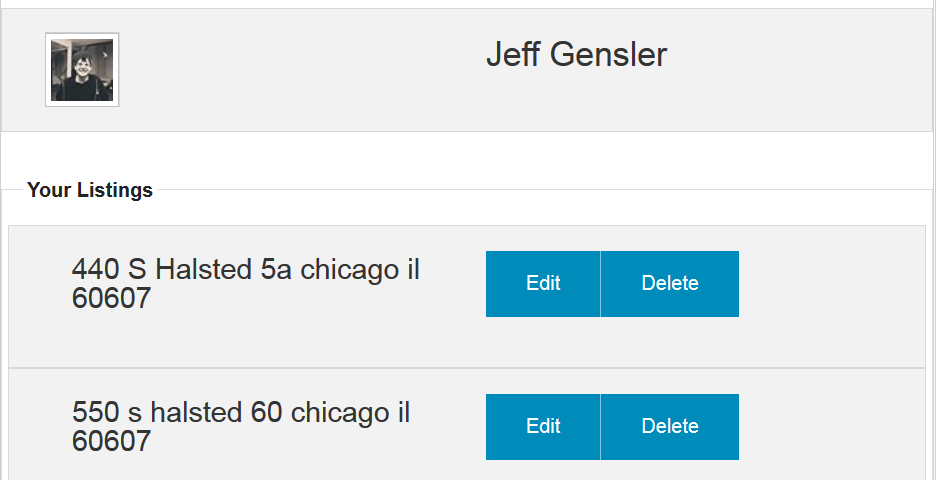 Jeff Gensler
Your Listings
440 S Halsted 5a chicago il
60607
Edit Delete
550 s halsted 60 chicago il
60607
Edit Delete